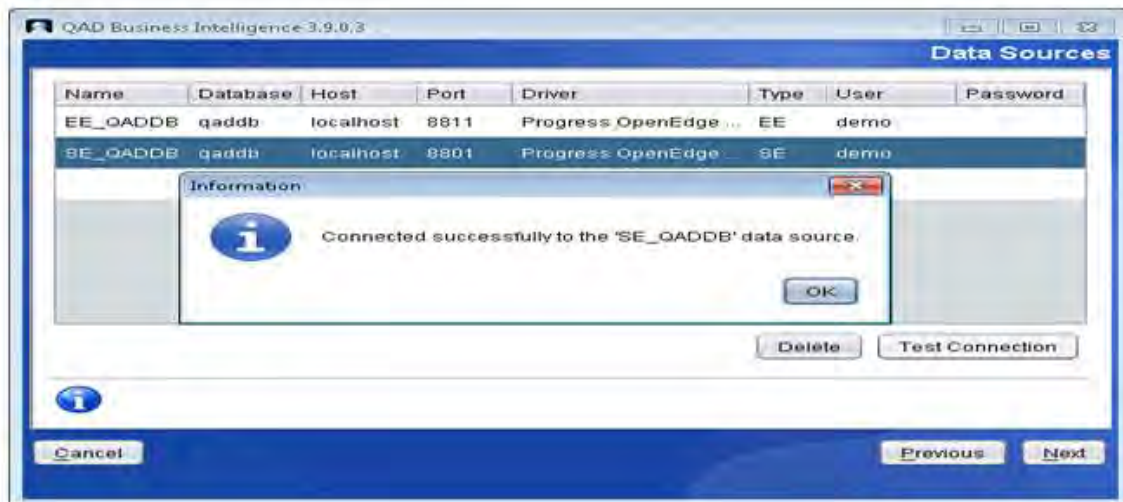 QAD Business Intelligence 3.9.0.3
Data Sources
Name Database Host Port Driver Type User Password
EE_QADDB qaddb localhost 8811 Progress OpenEdge ... EE demo
SE_QADDB qaddb localhost 8801 Progress OpenEdge ... SE demo
Information
Connected successfully to the 'SE_QADDB' data source.
OK
Delete Test Connection
Cancel Previous Next